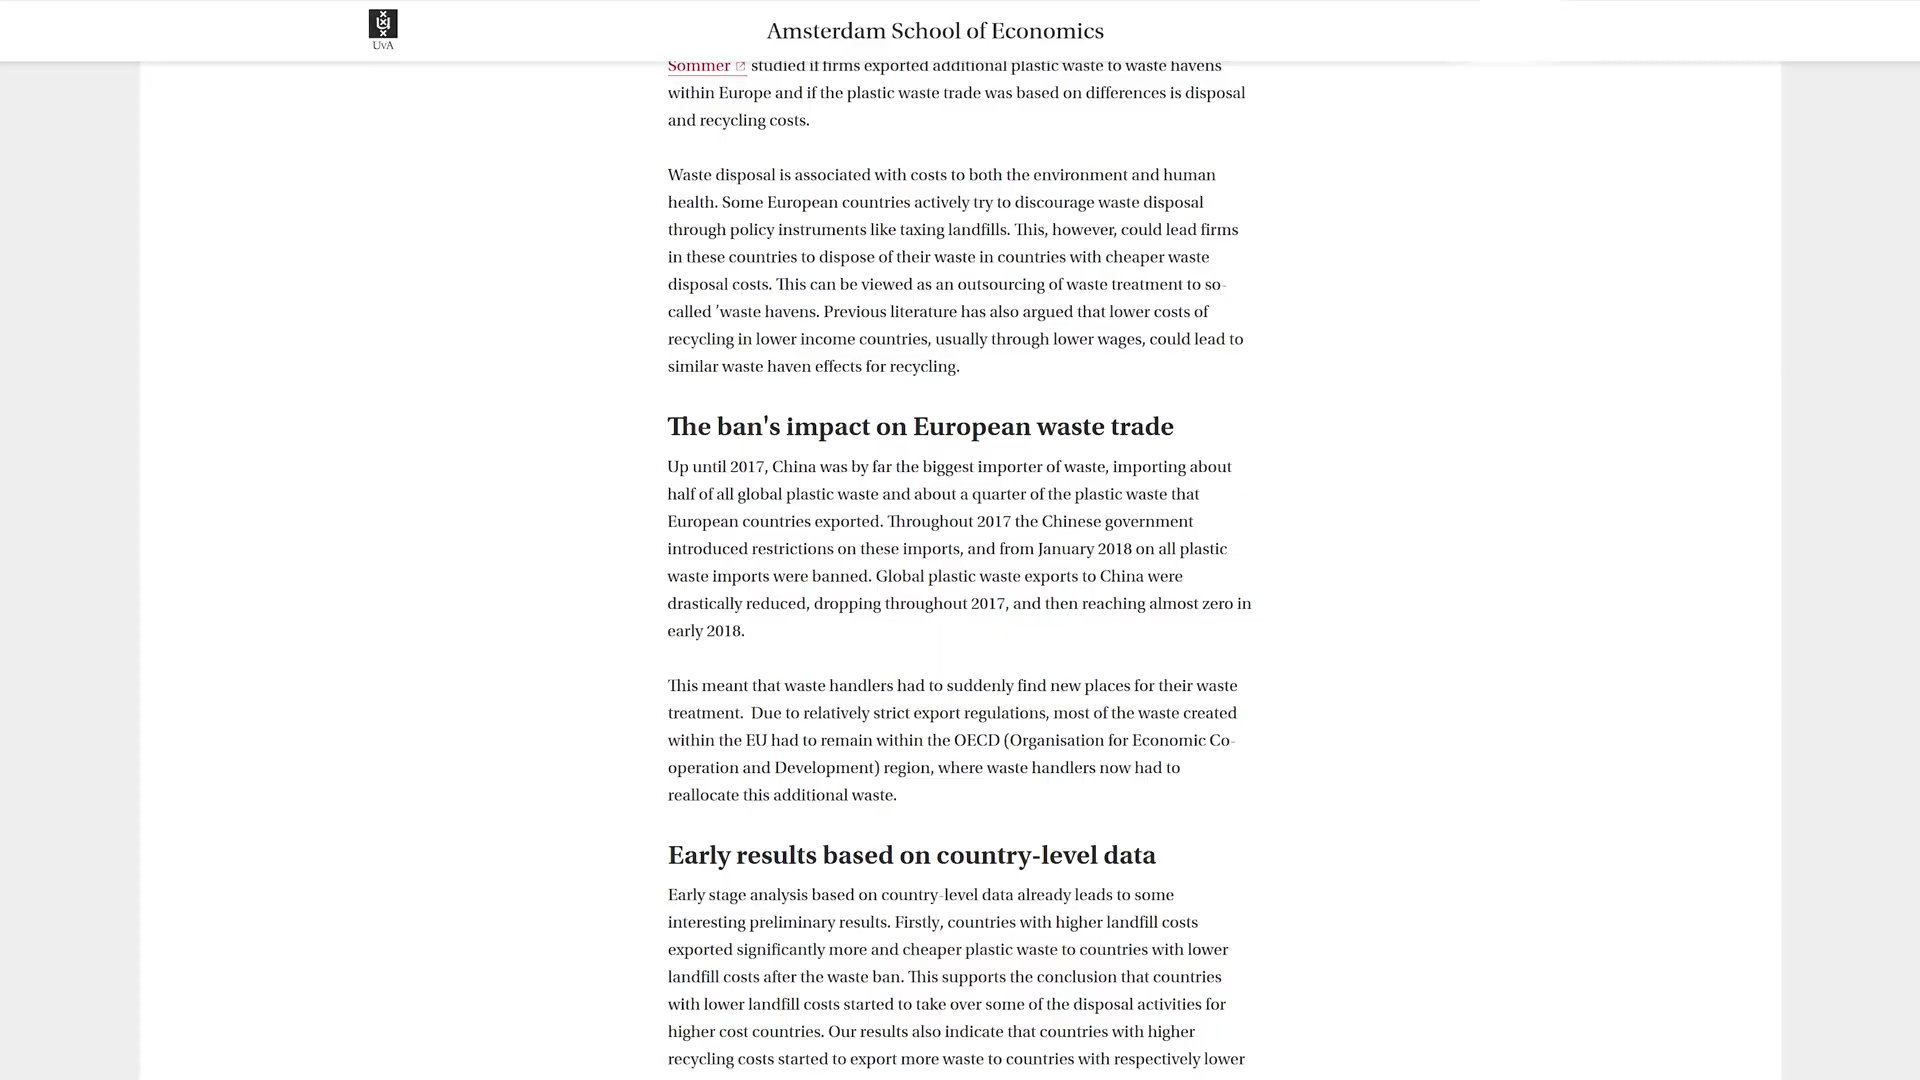 UvA
Amsterdam School of Economics
Sommer studied if firms exported additional plastic waste to waste havens
within Europe and if the plastic waste trade was based on differences is disposal
and recycling costs.
Waste disposal is associated with costs to both the environment and human
health. Some European countries actively try to discourage waste disposal
through policy instruments like taxing landfills. This, however, could lead firms
in these countries to dispose of their waste in countries with cheaper waste
disposal costs. This can be viewed as an outsourcing of waste treatment to so-
called 'waste havens. Previous literature has also argued that lower costs of
recycling in lower income countries, usually through lower wages, could lead to
similar waste haven effects for recycling.
The ban's impact on European waste trade
Up until 2017, China was by far the biggest importer of waste, importing about
half of all global plastic waste and about a quarter of the plastic waste that
European countries exported. Throughout 2017 the Chinese government
introduced restrictions on these imports, and from January 2018 on all plastic
waste imports were banned. Global plastic waste exports to China were
drastically reduced, dropping throughout 2017, and then reaching almost zero in
early 2018.
This meant that waste handlers had to suddenly find new places for their waste
treatment.  Due to relatively strict export regulations, most of the waste created
within the EU had to remain within the OECD (Organisation for Economic Co-
operation and Development) region, where waste handlers now had to
reallocate this additional waste.
Early results based on country-level data
Early stage analysis based on country-level data already leads to some
interesting preliminary results. Firstly, countries with higher landfill costs
exported significantly more and cheaper plastic waste to countries with lower
landfill costs after the waste ban. This supports the conclusion that countries
with lower landfill costs started to take over some of the disposal activities for
higher cost countries. Our results also indicate that countries with higher
recycling costs started to export more waste to countries with respectively lower